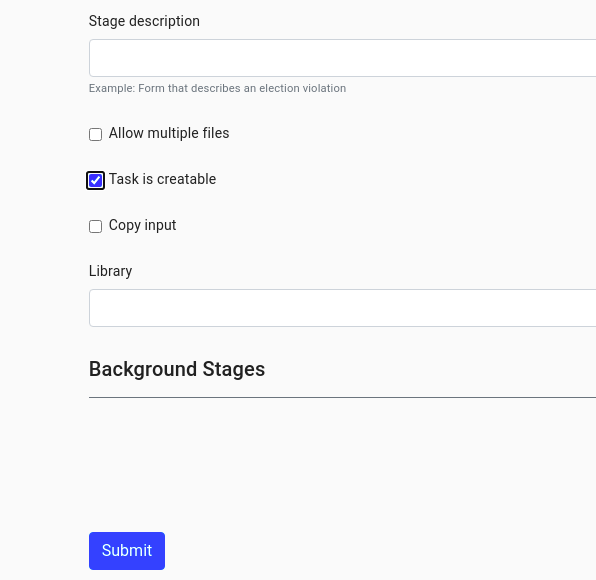 Stage description
Example: Form that describes an election violation
Allow multiple files
Task is creatable
Copy input
Library
Background Stages
Submit